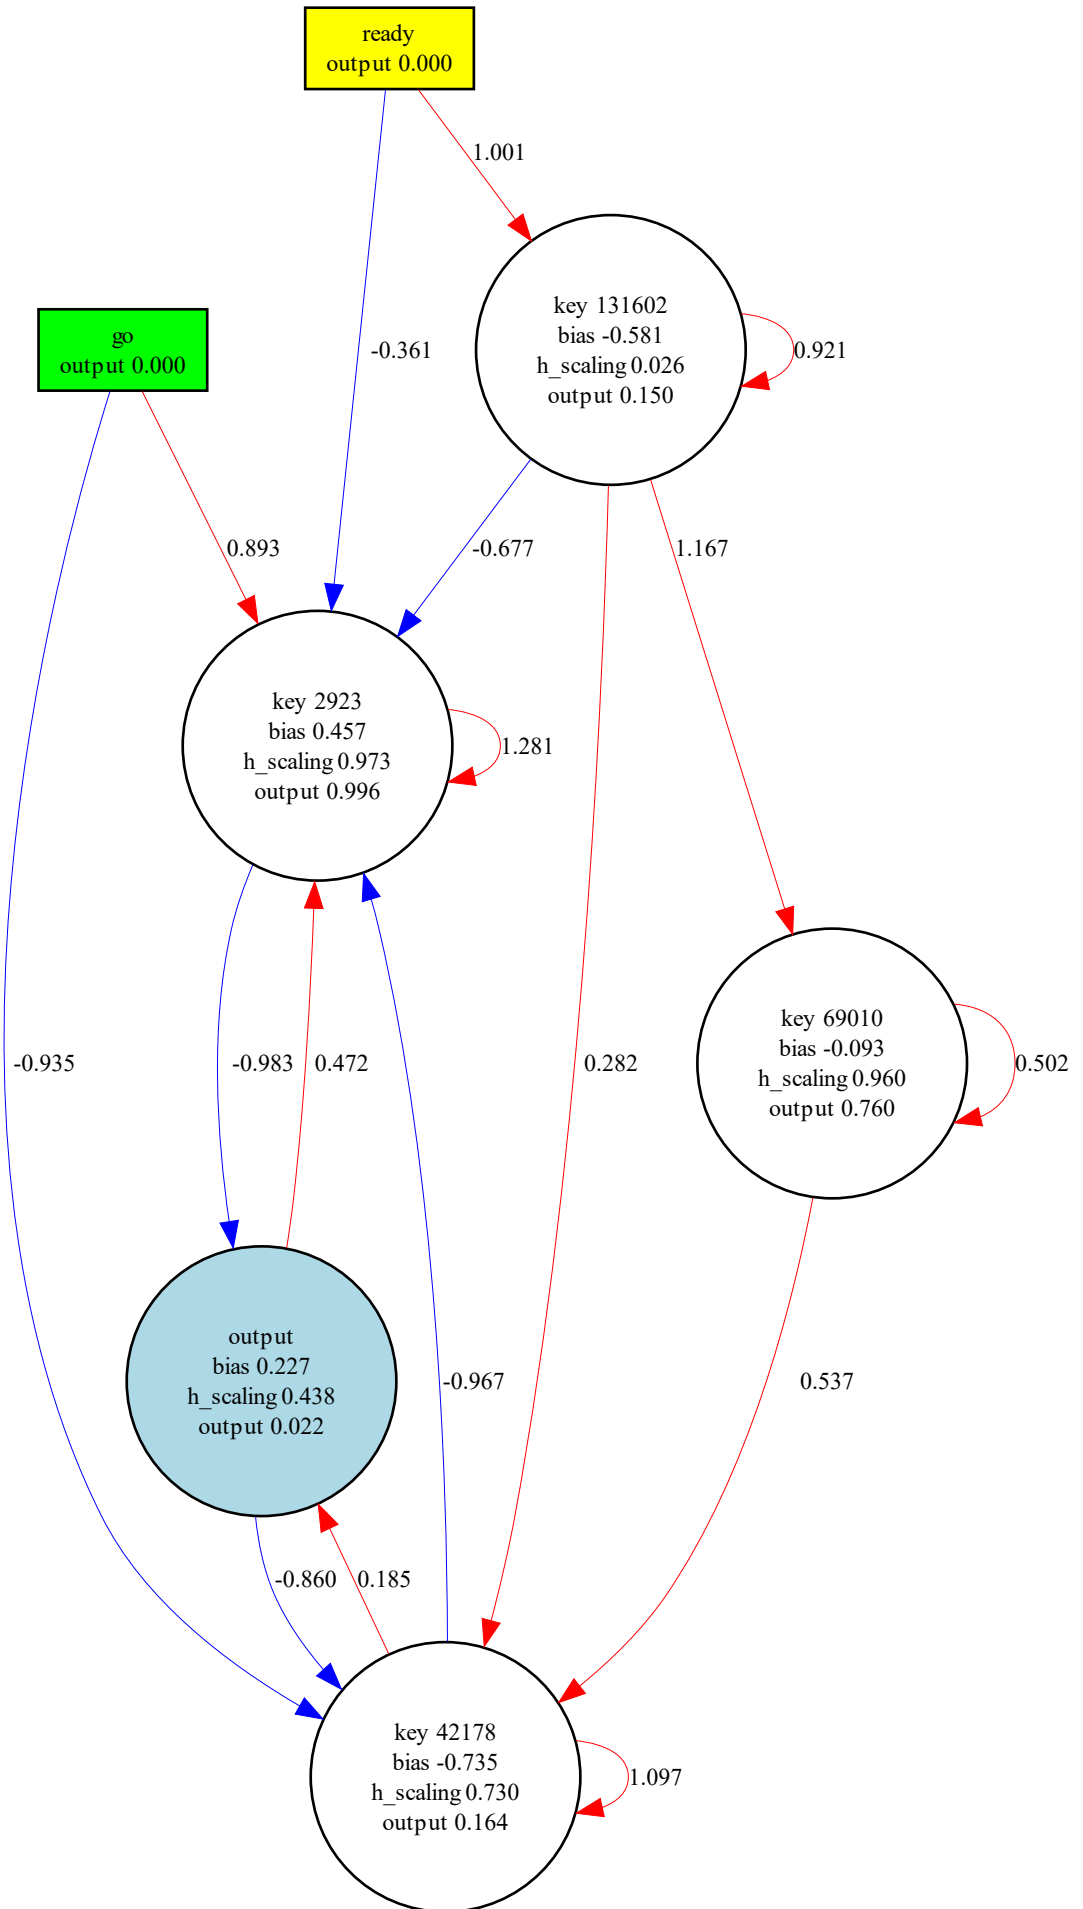 ready
output 0.000
1.001
key 131602
bias -0.581
h_scaling 0.026
output 0.150
0.921
go
output 0.000
-0.361
0.893
-0.677
1.167
key 2923
bias 0.457
h_scaling 0.973
output 0.996
1.281
key 69010
bias -0.093
h_scaling 0.960
output 0.760
0.502
-0.935
-0.983
0.472
0.282
output
bias 0.227
h_scaling 0.438
output 0.022
-0.967
0.537
-0.860
0.185
key 42178
bias -0.735
h_scaling 0.730
output 0.164
1.097